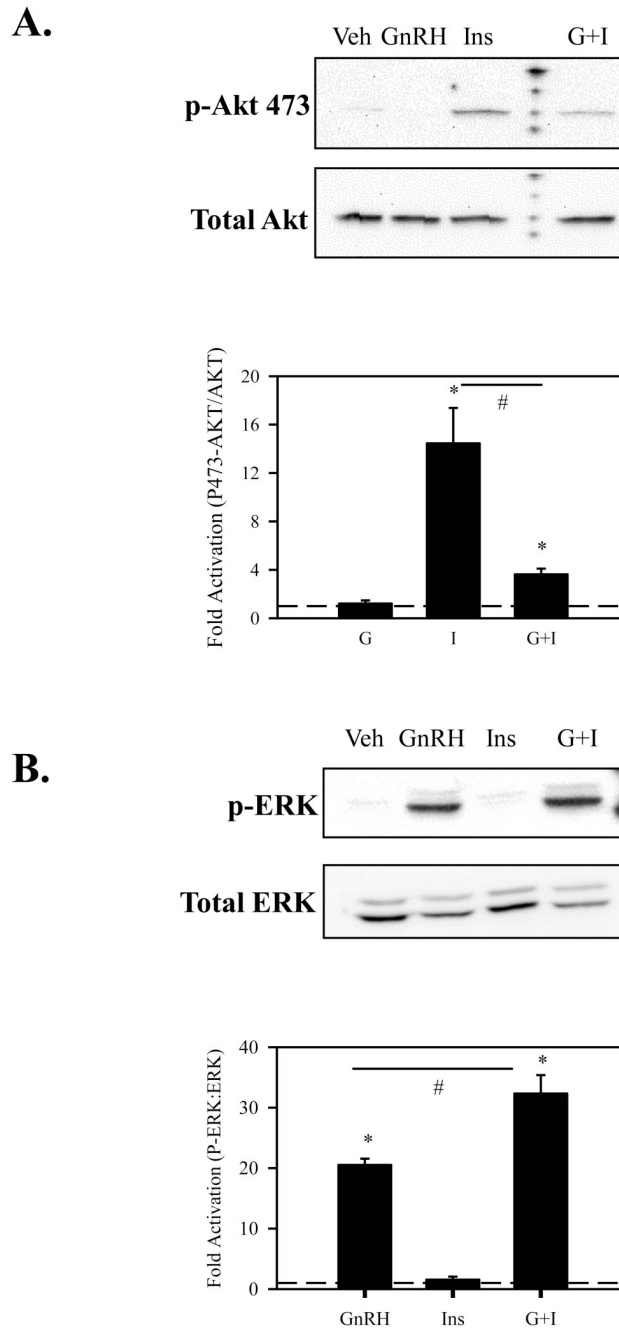 A.
Veh GnRH Ins G+I
p-Akt 473
Total Akt
Fold Activation (P473-AKT/AKT)
20
16
12
8
4
0
*
#
*
G I G+I
B.
Veh GnRH Ins G+I
p-ERK
Total ERK
Fold Activation (P-ERK:ERK)
40
30
20
10
0
*
#
*
GnRH Ins G+I